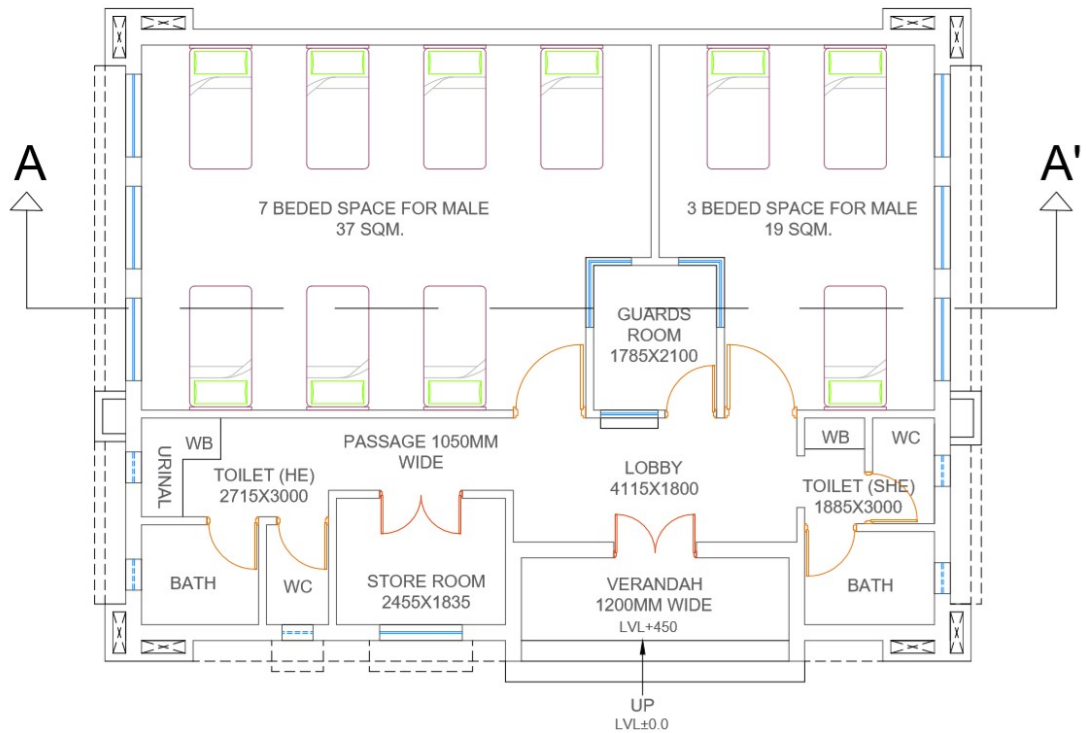 A
A'
7 BEDED SPACE FOR MALE
37 SQM.
3 BEDED SPACE FOR MALE
19 SQM.
GUARDS
ROOM
1785X2100
WB
URINAL
TOILET (HE)
2715X3000
PASSAGE 1050MM
WIDE
LOBBY
4115X1800
WB
WC
TOILET (SHE)
1885X3000
BATH
WC
STORE ROOM
2455X1835
VERANDAH
1200MM WIDE
LVL+450
BATH
UP
LVL±0.0